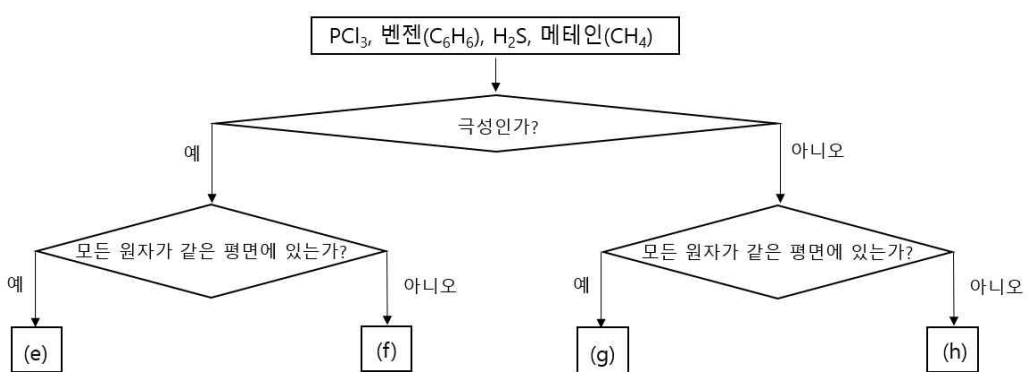 PCl₃, 벤젠(C₆H₆), H₂S, 메테인(CH₄)
극성인가?
예
아니오
모든 원자가 같은 평면에 있는가?
모든 원자가 같은 평면에 있는가?
예
아니오
예
아니오
(e)
(f)
(g)
(h)